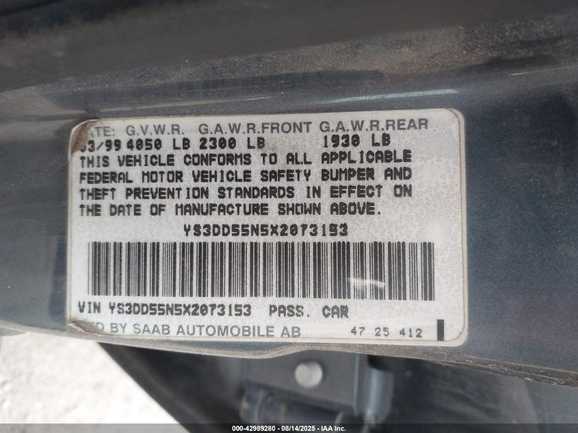 DATE: G.V.W.R. G.A.W.R.FRONT G.A.W.R.REAR
03/99 4050 LB 2300 LB 1930 LB
THIS VEHICLE CONFORMS TO ALL APPLICABLE
FEDERAL MOTOR VEHICLE SAFETY BUMPER AND
THEFT PREVENTION STANDARDS IN EFFECT ON
THE DATE OF MANUFACTURE SHOWN ABOVE.
YS3DD55N5X2073153
VIN YS3DD55N5X2073153 PASS. CAR
BY SAAB AUTOMOBILE AB 47 25 412
000-42989280 - 08/14/2025 - IAA Inc.